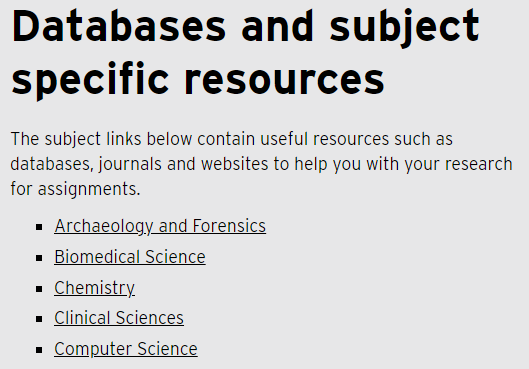 Databases and subject
specific resources
The subject links below contain useful resources such as
databases, journals and websites to help you with your research
for assignments.
Archaeology and Forensics
Biomedical Science
Chemistry
Clinical Sciences
Computer Science